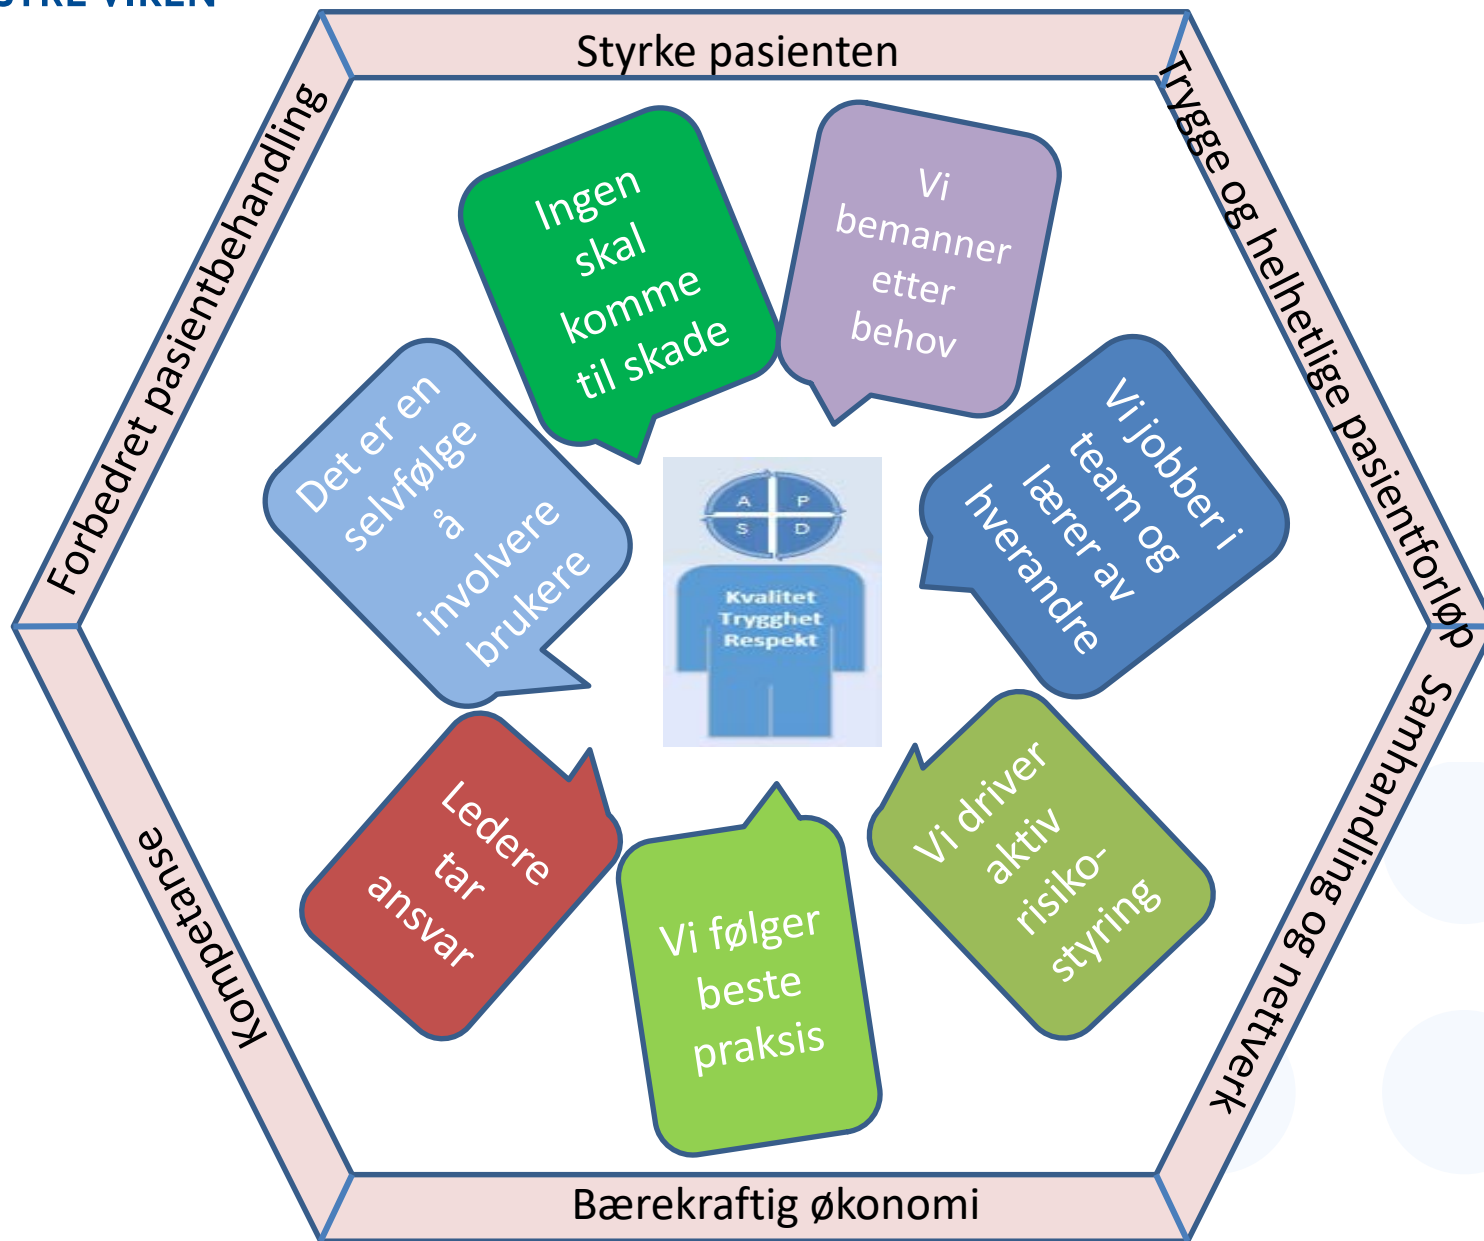 Styrke pasienten
Trygge og helhetlige pasientforløp
Samhandling og nettverk
Bærekraftig økonomi
Kompetanse
Forbedret pasientbehandling
Ingen
skal
komme
til skade
Vi
bemanner
etter
behov
Vi jobber i
team og
lærer av
hverandre
Vi driver
aktiv
risiko-
styring
Vi følger
beste
praksis
Ledere
tar
ansvar
Det er en
selvfølge
å
involvere
brukere
A P
S D
Kvalitet
Trygghet
Respekt